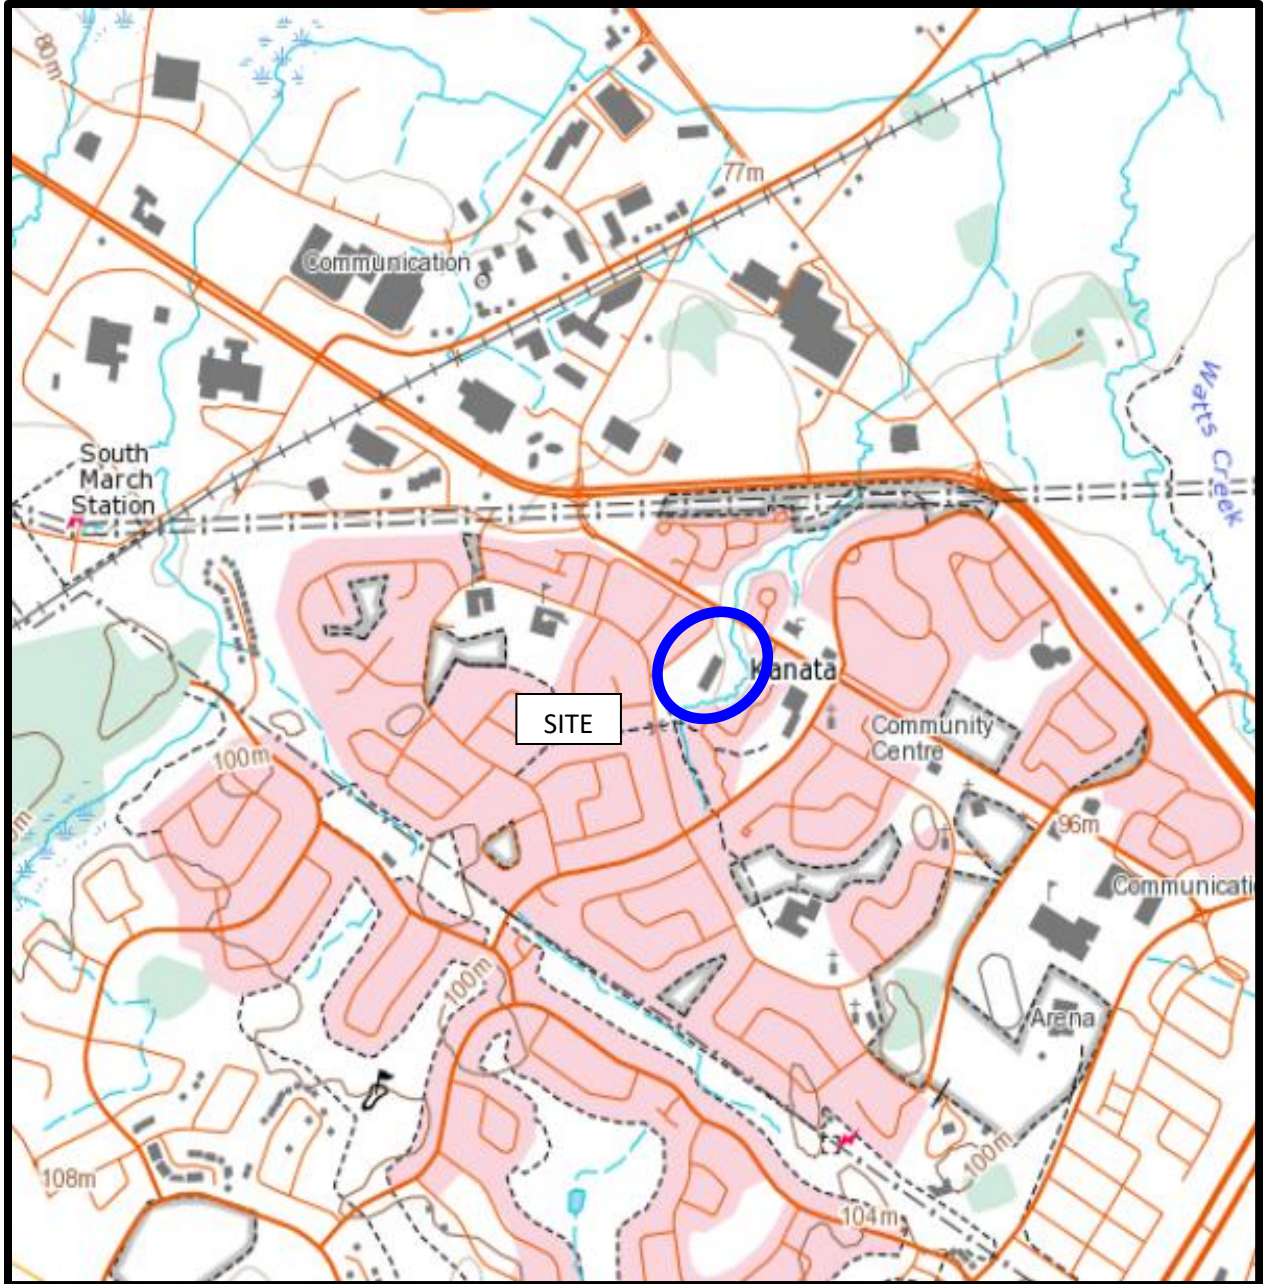 80m
77m
Communication
Watts Creek
South
March
Station
Kanata
SITE
Community
Centre
100m
96m
Communicati
100m
Arena
100m
108m
104m